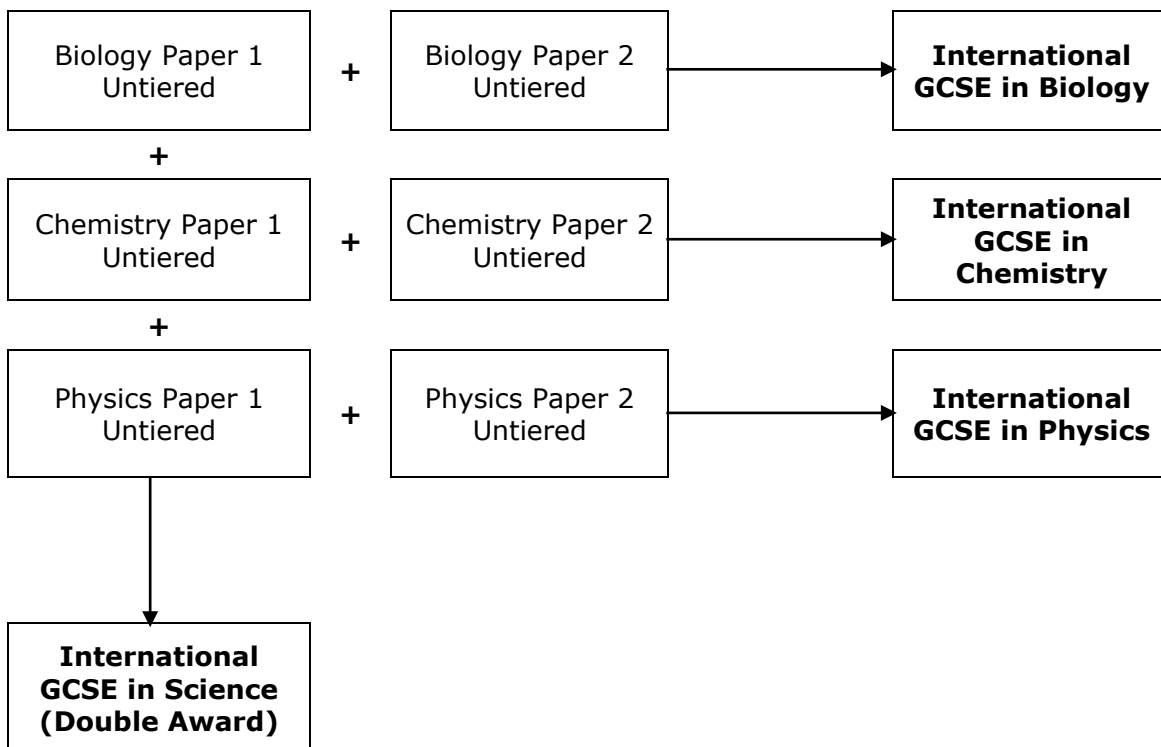 Biology Paper 1
Untiered
+
Biology Paper 2
Untiered
International
GCSE in Biology
+
Chemistry Paper 1
Untiered
+
Chemistry Paper 2
Untiered
International
GCSE in
Chemistry
+
Physics Paper 1
Untiered
+
Physics Paper 2
Untiered
International
GCSE in Physics
International
GCSE in Science
(Double Award)